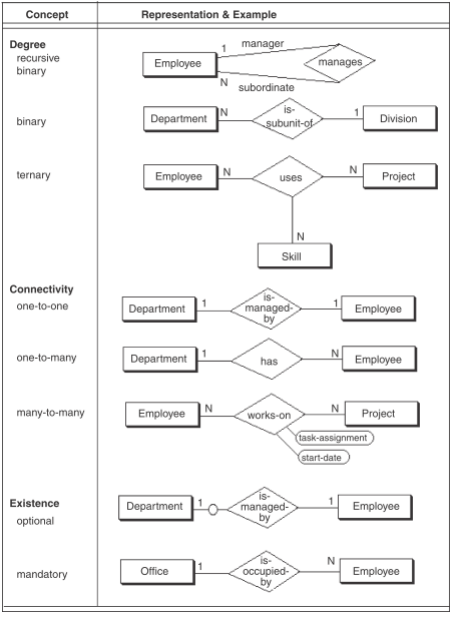 Concept Representation & Example
Degree
recursive
binary
Employee
1
manager
manages
N
subordinate
binary
Department
N
is-
subunit-of
1
Division
ternary
Employee
N
uses
N
Project
N
Skill
Connectivity
one-to-one
Department
1
is-
managed-
by
1
Employee
one-to-many
Department
1
has
N
Employee
many-to-many
Employee
N
works-on
N
Project
task-assignment
start-date
Existence
optional
Department
1
is-
managed-
by
1
Employee
mandatory
Office
1
is-
occupied-
by
N
Employee